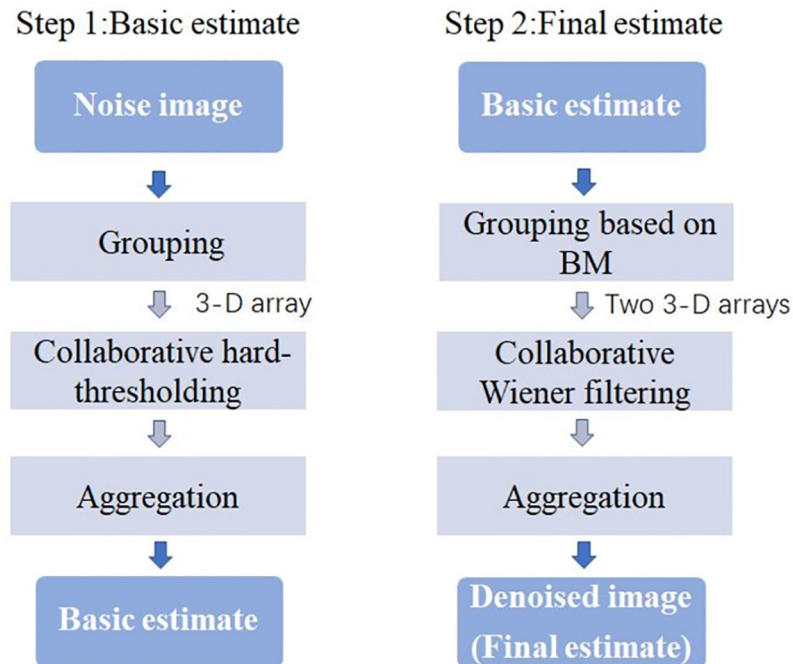 Step 1:Basic estimate
Noise image
Grouping
3-D array
Collaborative hard-
thresholding
Aggregation
Basic estimate
Step 2:Final estimate
Basic estimate
Grouping based on
BM
Two 3-D arrays
Collaborative
Wiener filtering
Aggregation
Denoised image
(Final estimate)